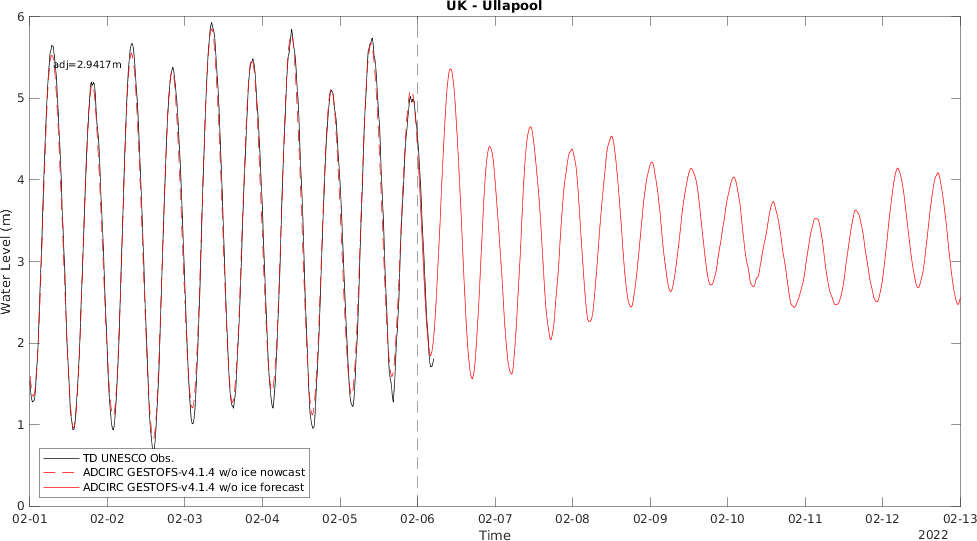 UK - Ullapool
6
adj=2.9417m
5
4
3
2
1
0
Water Level (m)
TD UNESCO Obs.
ADCIRC GESTOFS-v4.1.4 w/o ice nowcast
ADCIRC GESTOFS-v4.1.4 w/o ice forecast
02-01 02-02 02-03 02-04 02-05 02-06 02-07 02-08 02-09 02-10 02-11 02-12 02-13
Time
2022